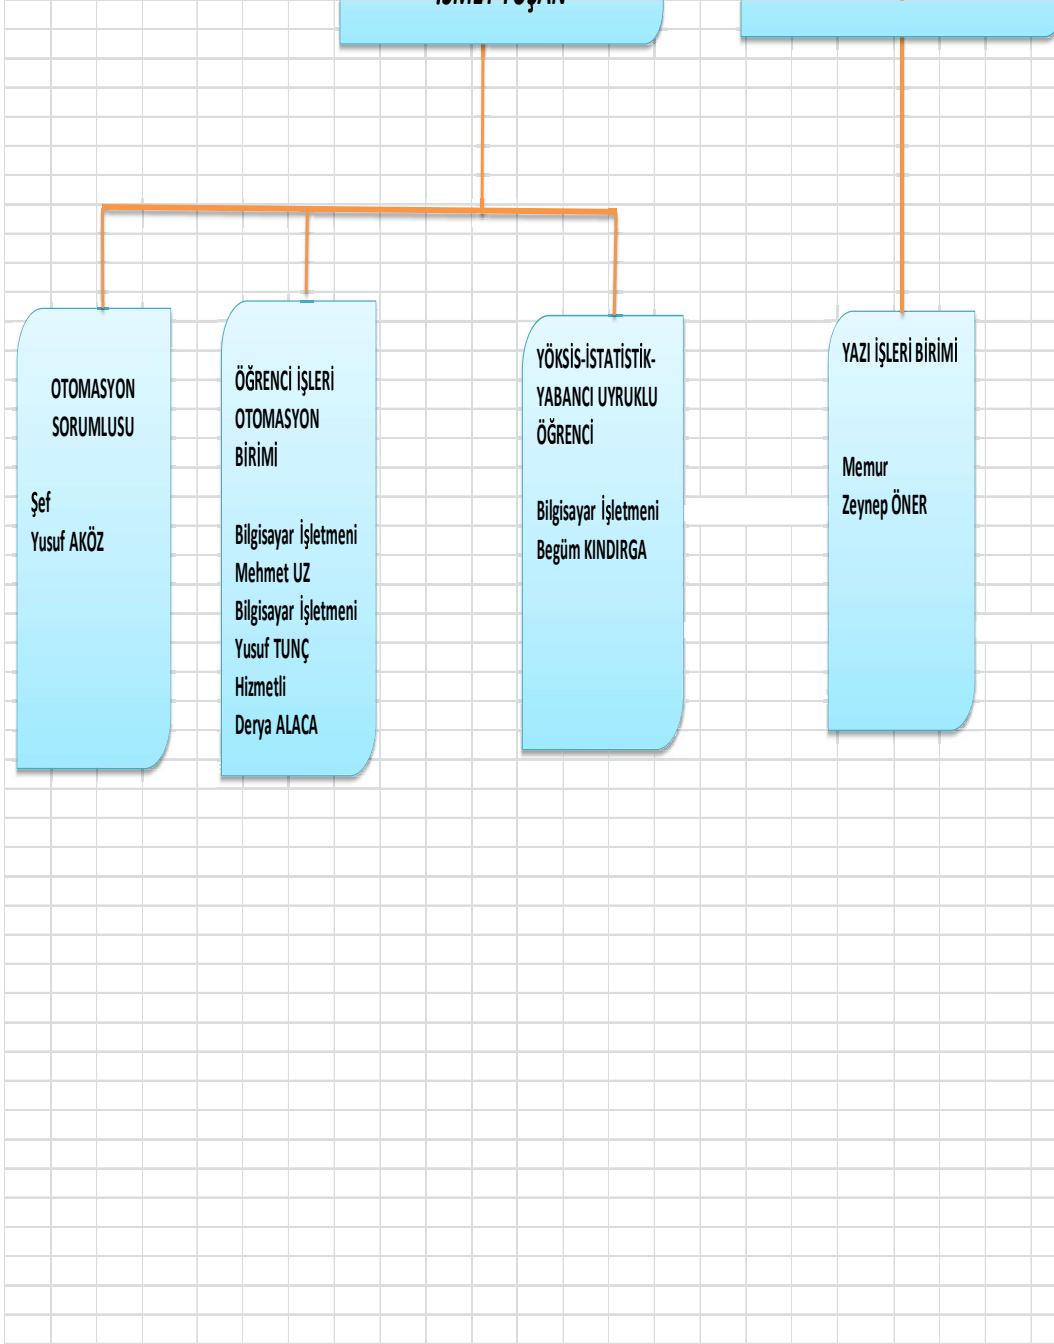 OTOMASYON
SORUMLUSU
Şef
Yusuf AKÖZ
ÖĞRENCİ İŞLERİ
OTOMASYON
BİRİMİ
Bilgisayar İşletmeni
Mehmet UZ
Bilgisayar İşletmeni
Yusuf TUNÇ
Hizmetli
Derya ALACA
YÖKSİS-İSTATİSTİK-
YABANCI UYRUKLU
ÖĞRENCİ
Bilgisayar İşletmeni
Begüm KINDIRGA
YAZI İŞLERİ BİRİMİ
Memur
Zeynep ÖNER